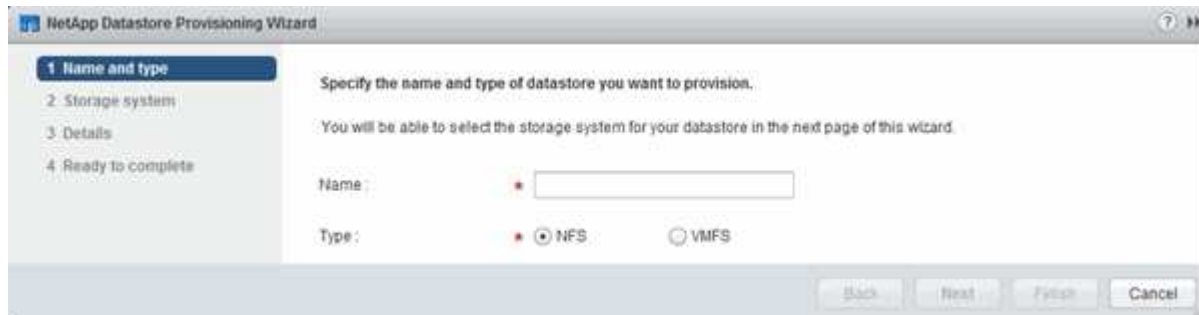 NetApp Datastore Provisioning Wizard
?
1 Name and type
2 Storage system
3 Details
4 Ready to complete
Specify the name and type of datastore you want to provision.
You will be able to select the storage system for your datastore in the next page of this wizard.
Name :
*
Type :
* NFS VMFS
Back Next Finish Cancel